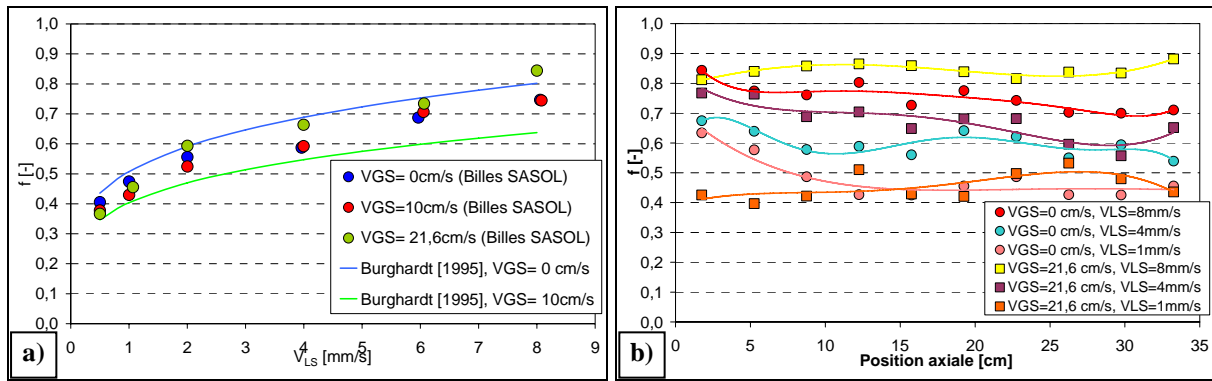 1,0
0,9
0,8
0,7
0,6
0,5
0,4
0,3
0,2
0,1
0,0
f [-]
VGS= 0cm/s (Billes SASOL)
VGS=10cm/s (Billes SASOL)
VGS= 21,6cm/s (Billes SASOL)
Burghardt [1995], VGS= 0 cm/s
Burghardt [1995], VGS= 10cm/s
0 1 2 3 4 5 6 7 8 9
VLS [mm/s]
a)
1,0
0,9
0,8
0,7
0,6
0,5
0,4
0,3
0,2
0,1
0,0
f [-]
VGS=0 cm/s, VLS=8mm/s
VGS=0 cm/s, VLS=4mm/s
VGS=0 cm/s, VLS=1mm/s
VGS=21,6 cm/s, VLS=8mm/s
VGS=21,6 cm/s, VLS=4mm/s
VGS=21,6 cm/s, VLS=1mm/s
0 5 10 15 20 25 30 35
Position axiale [cm]
b)